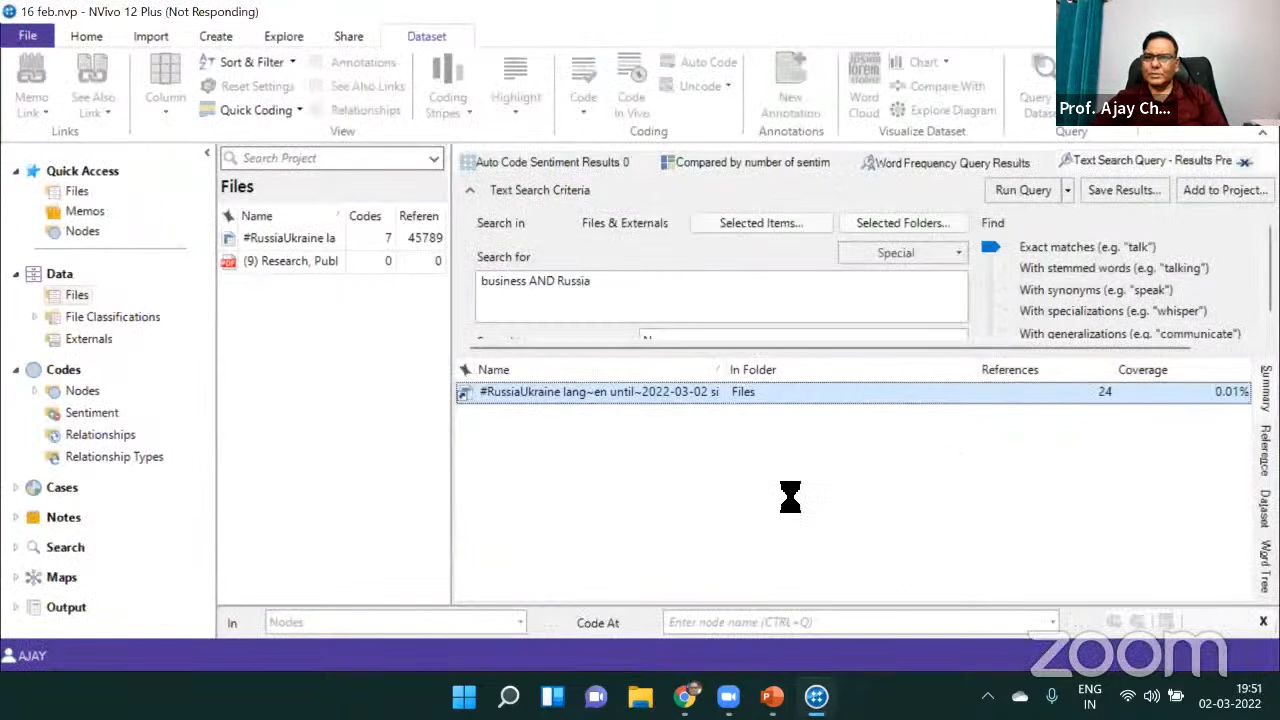 16 feb.nvp - NVivo 12 Plus (Not Responding)
File Home Import Create Explore Share Dataset
Memo Link See Also Link Links
Column
Sort & Filter
Reset Settings
Quick Coding
Annotations
See Also Links
Relationships
View
Coding Stripes
Highlight
Code
Code In Vivo
Auto Code
Uncode
Coding
New Annotation
Annotations
Word Cloud
Chart
Compare With
Explore Diagram
Visualize Dataset
Query
Query
Prof. Ajay Ch...
Quick Access
Files
Memos
Nodes
Data
Files
File Classifications
Externals
Codes
Nodes
Sentiment
Relationships
Relationship Types
Cases
Notes
Search
Maps
Output
Search Project
Files
Name Codes Referen
#RussiaUkraine la 7 45789
(9) Research, Publ 0 0
Auto Code Sentiment Results 0
Compared by number of sentim
Word Frequency Query Results
Text Search Query - Results Pre
Text Search Criteria
Run Query Save Results... Add to Project...
Search in Files & Externals Selected Items... Selected Folders... Find
Search for Special
business AND Russia
Exact matches (e.g. "talk")
With stemmed words (e.g. "talking")
With synonyms (e.g. "speak")
With specializations (e.g. "whisper")
With generalizations (e.g. "communicate")
Name In Folder References Coverage
#RussiaUkraine lang~en until~2022-03-02 si Files 24 0.01%
Summary
Reference
Dataset
Word Tree
In Nodes Code At Enter node name (CTRL+Q) X
AJAY
zoom
ENG
IN
19:51
02-03-2022